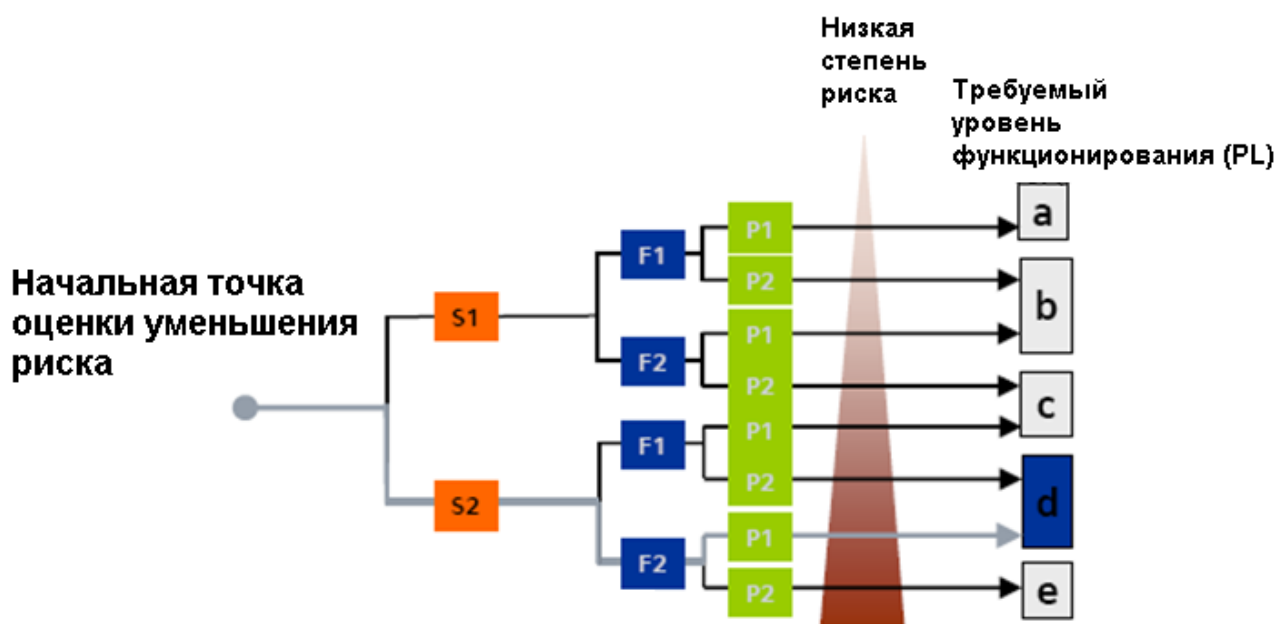 Низкая
степень
риска
Требуемый
уровень
функционирования (PL)
Начальная точка
оценки уменьшения
риска
S1
S2
F1
F2
F1
F2
P1
P2
P1
P2
P1
P2
P1
P2
a
b
c
d
e